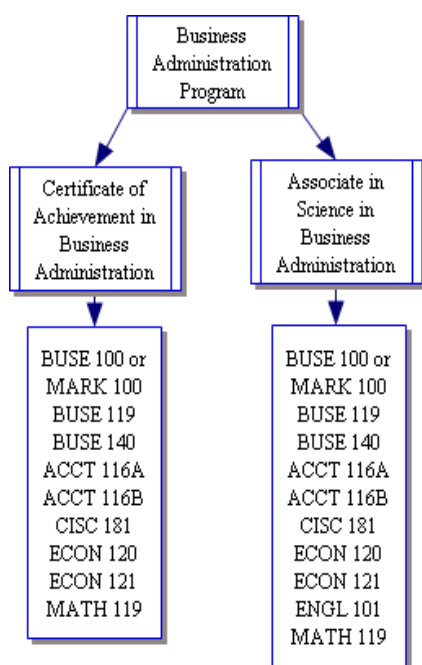 Business
Administration
Program
Certificate of
Achievement in
Business
Administration
Associate in
Science in
Business
Administration
BUSE 100 or
MARK 100
BUSE 119
BUSE 140
ACCT 116A
ACCT 116B
CISC 181
ECON 120
ECON 121
MATH 119
BUSE 100 or
MARK 100
BUSE 119
BUSE 140
ACCT 116A
ACCT 116B
CISC 181
ECON 120
ECON 121
ENGL 101
MATH 119